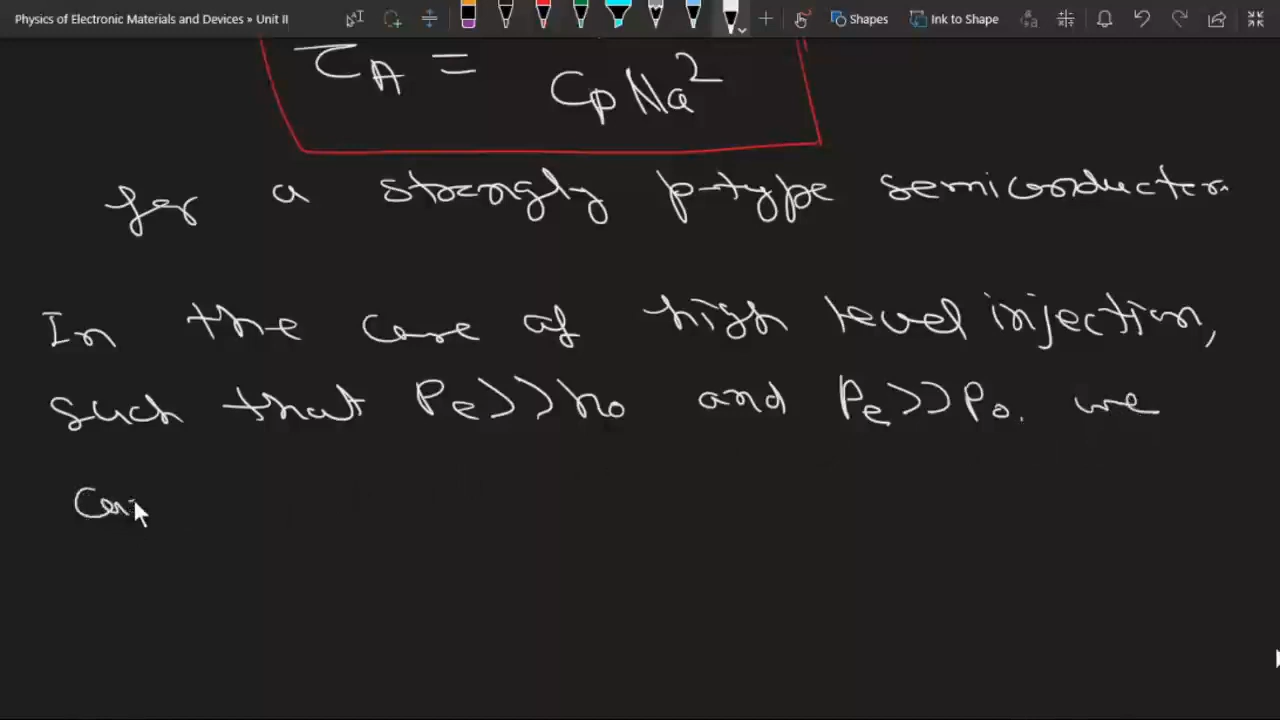 Physics of Electronic Materials and Devices » Unit II
Shapes
Ink to Shape
τA =
CpNa²
for a strongly p-type semiconductor.
In the case of high level injection,
such that Pe>>no and Pe>>Po. we
can